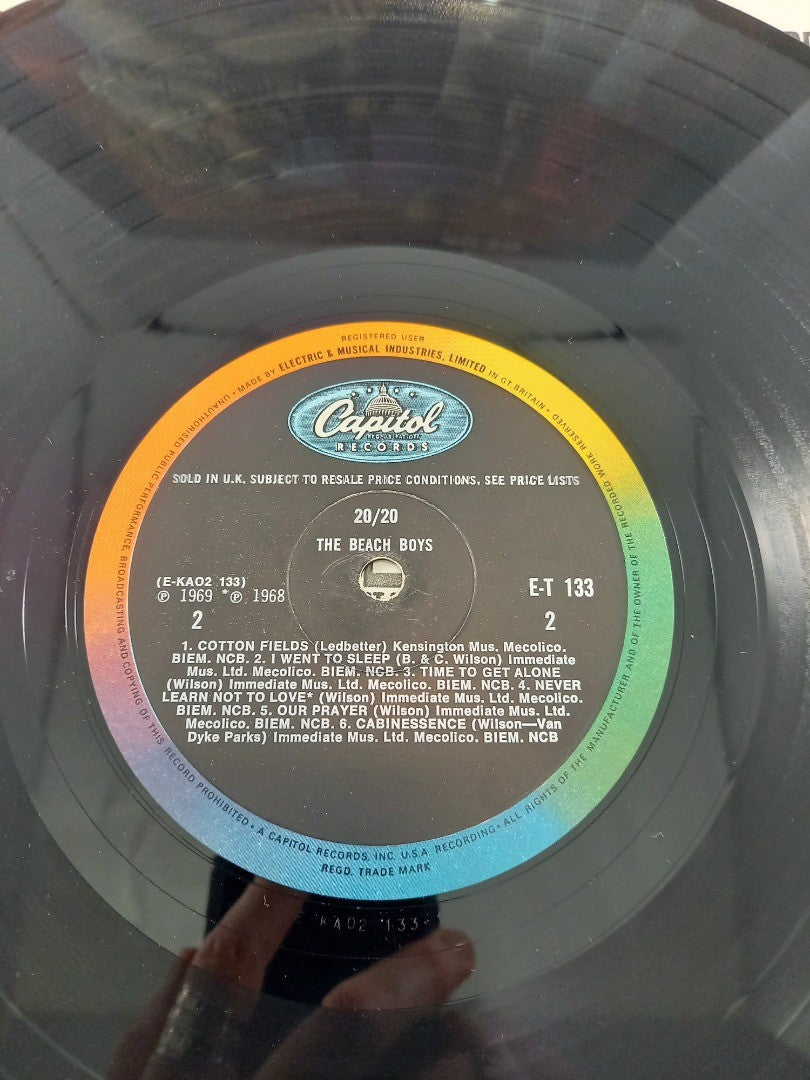 REGISTERED USER
UNAUTHORISED PUBLIC PERFORMANCE, BROADCASTING AND COPYING OF THIS RECORD PROHIBITED • A CAPITOL RECORDS, INC. U.S.A. RECORDING • ALL RIGHTS OF THE MANUFACTURER AND OF THE OWNER OF THE RECORDED WORK RESERVED • MADE BY ELECTRIC & MUSICAL INDUSTRIES, LIMITED IN GT. BRITAIN •
Capitol
RECORDS
SOLD IN U.K. SUBJECT TO RESALE PRICE CONDITIONS, SEE PRICE LISTS
20/20
THE BEACH BOYS
(E-KAO2 133)
℗ 1969 *℗ 1968
2
E-T 133
2
1. COTTON FIELDS (Ledbetter) Kensington Mus. Mecolico.
BIEM. NCB. 2. I WENT TO SLEEP (B. & C. Wilson) Immediate
Mus. Ltd. Mecolico. BIEM. NCB. 3. TIME TO GET ALONE
(Wilson) Immediate Mus. Ltd. Mecolico. BIEM. NCB. 4. NEVER
LEARN NOT TO LOVE* (Wilson) Immediate Mus. Ltd. Mecolico.
BIEM. NCB. 5. OUR PRAYER (Wilson) Immediate Mus. Ltd.
Mecolico. BIEM. NCB. 6. CABINESSENCE (Wilson—Van
Dyke Parks) Immediate Mus. Ltd. Mecolico. BIEM. NCB
REGD. TRADE MARK
KAO2 133